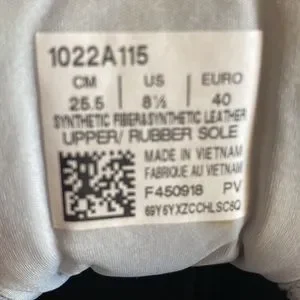 1022A115
CM US EURO
25.5 8½ 40
SYNTHETIC FIBER&SYNTHETIC LEATHER
UPPER/ RUBBER SOLE
MADE IN VIETNAM
FABRIQUE AU VIETNAM
F450918 PV